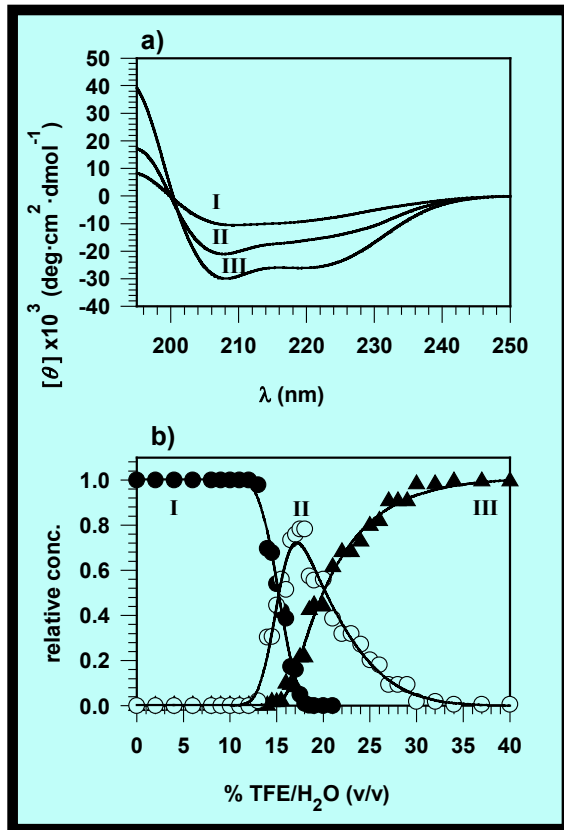 a)
[θ] x10³ (deg·cm² ·dmol⁻¹)
50
40
30
20
10
0
-10
-20
-30
-40
I
II
III
200 210 220 230 240 250
λ (nm)
b)
relative conc.
1.0
0.8
0.6
0.4
0.2
0.0
I II III
0 5 10 15 20 25 30 35 40
% TFE/H₂O (v/v)